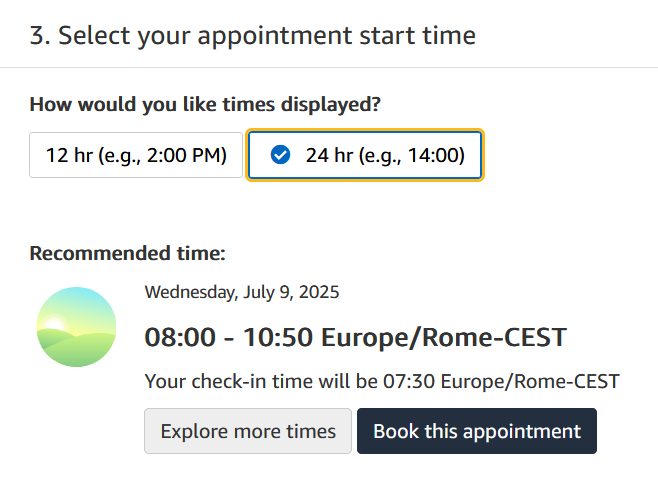 3. Select your appointment start time
How would you like times displayed?
12 hr (e.g., 2:00 PM)
24 hr (e.g., 14:00)
Recommended time:
Wednesday, July 9, 2025
08:00 - 10:50 Europe/Rome-CEST
Your check-in time will be 07:30 Europe/Rome-CEST
Explore more times
Book this appointment